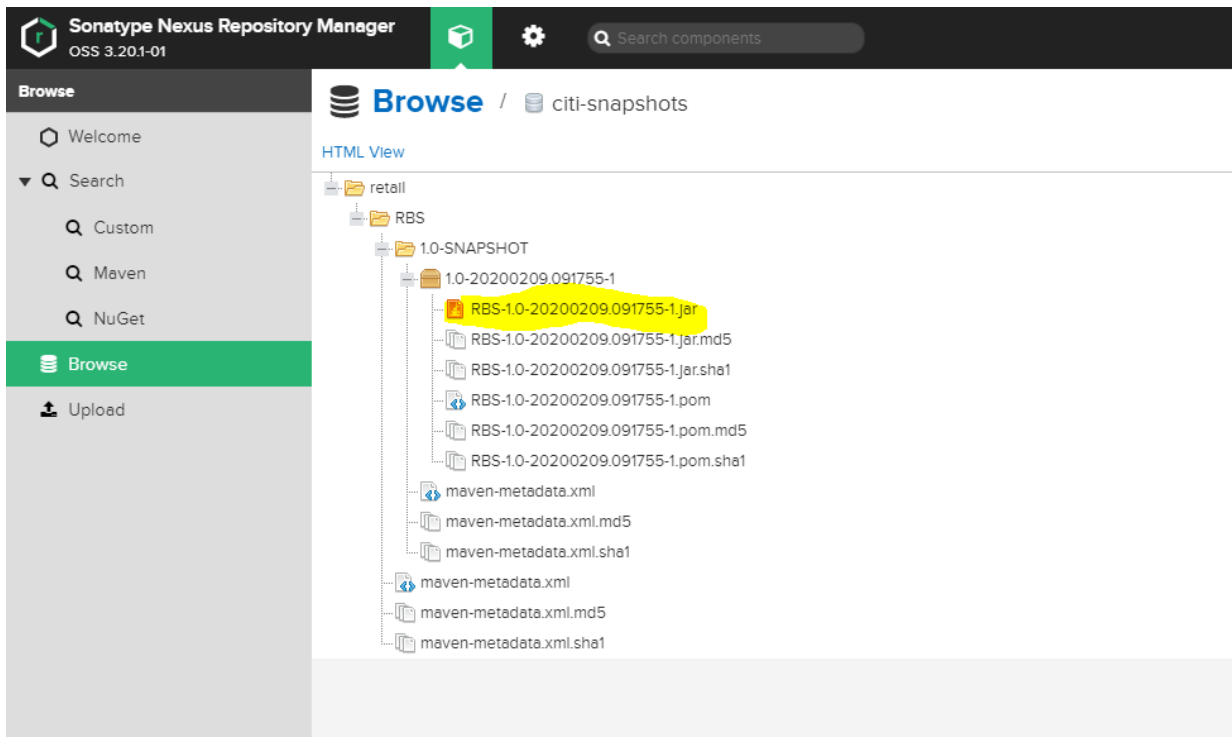 Sonatype Nexus Repository Manager
OSS 3.20.1-01
Search components
Browse
Welcome
Search
Custom
Maven
NuGet
Browse
Upload
Browse / citi-snapshots
HTML View
retail
RBS
1.0-SNAPSHOT
1.0-20200209.091755-1
RBS-1.0-20200209.091755-1.jar
RBS-1.0-20200209.091755-1.jar.md5
RBS-1.0-20200209.091755-1.jar.sha1
RBS-1.0-20200209.091755-1.pom
RBS-1.0-20200209.091755-1.pom.md5
RBS-1.0-20200209.091755-1.pom.sha1
maven-metadata.xml
maven-metadata.xml.md5
maven-metadata.xml.sha1
maven-metadata.xml
maven-metadata.xml.md5
maven-metadata.xml.sha1